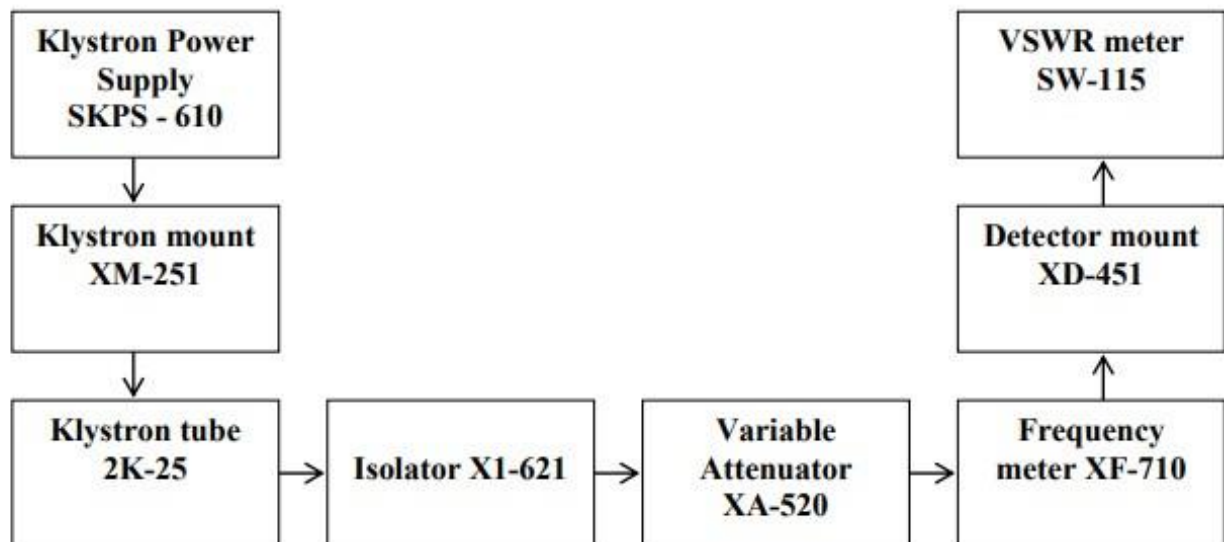 Klystron Power
Supply
SKPS - 610
VSWR meter
SW-115
Klystron mount
XM-251
Detector mount
XD-451
Klystron tube
2K-25
Isolator X1-621
Variable
Attenuator
XA-520
Frequency
meter XF-710